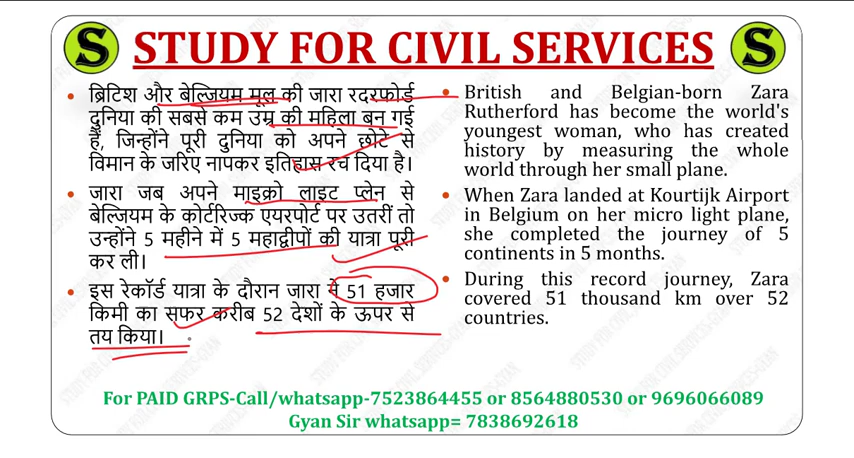 S STUDY FOR CIVIL SERVICES S
• ब्रिटिश और बेल्जियम मूल की जारा रदरफोर्ड
दुनिया की सबसे कम उम्र की महिला बन गई
हैं, जिन्होंने पूरी दुनिया को अपने छोटे से
विमान के जरिए नापकर इतिहास रच दिया है।
• जारा जब अपने माइक्रो लाइट प्लेन से
बेल्जियम के कोर्टरिज्क एयरपोर्ट पर उतरीं तो
उन्होंने 5 महीने में 5 महाद्वीपों की यात्रा पूरी
कर ली।
• इस रेकॉर्ड यात्रा के दौरान जारा ने 51 हजार
किमी का सफर करीब 52 देशों के ऊपर से
तय किया।
• British and Belgian-born Zara
Rutherford has become the world's
youngest woman, who has created
history by measuring the whole
world through her small plane.
• When Zara landed at Kourtijk Airport
in Belgium on her micro light plane,
she completed the journey of 5
continents in 5 months.
• During this record journey, Zara
covered 51 thousand km over 52
countries.
For PAID GRPS-Call/whatsapp-7523864455 or 8564880530 or 9696066089
Gyan Sir whatsapp= 7838692618